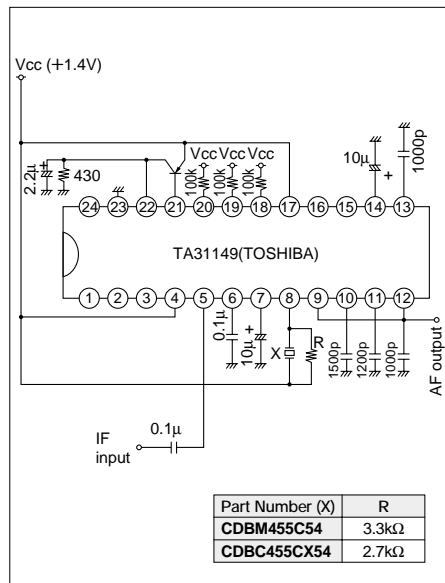 Vcc (+1.4V)
Vcc Vcc Vcc
2.2μ + 430 100k 100k 100k 10μ + 1000p
24 23 22 21 20 19 18 17 16 15 14 13
TA31149(TOSHIBA)
1 2 3 4 5 6 7 8 9 10 11 12
0.1μ 10μ + X R 1500p 1200p 1000p AF output
0.1μ
IF
input
Part Number (X) R
CDBM455C54 3.3kΩ
CDBC455CX54 2.7kΩ